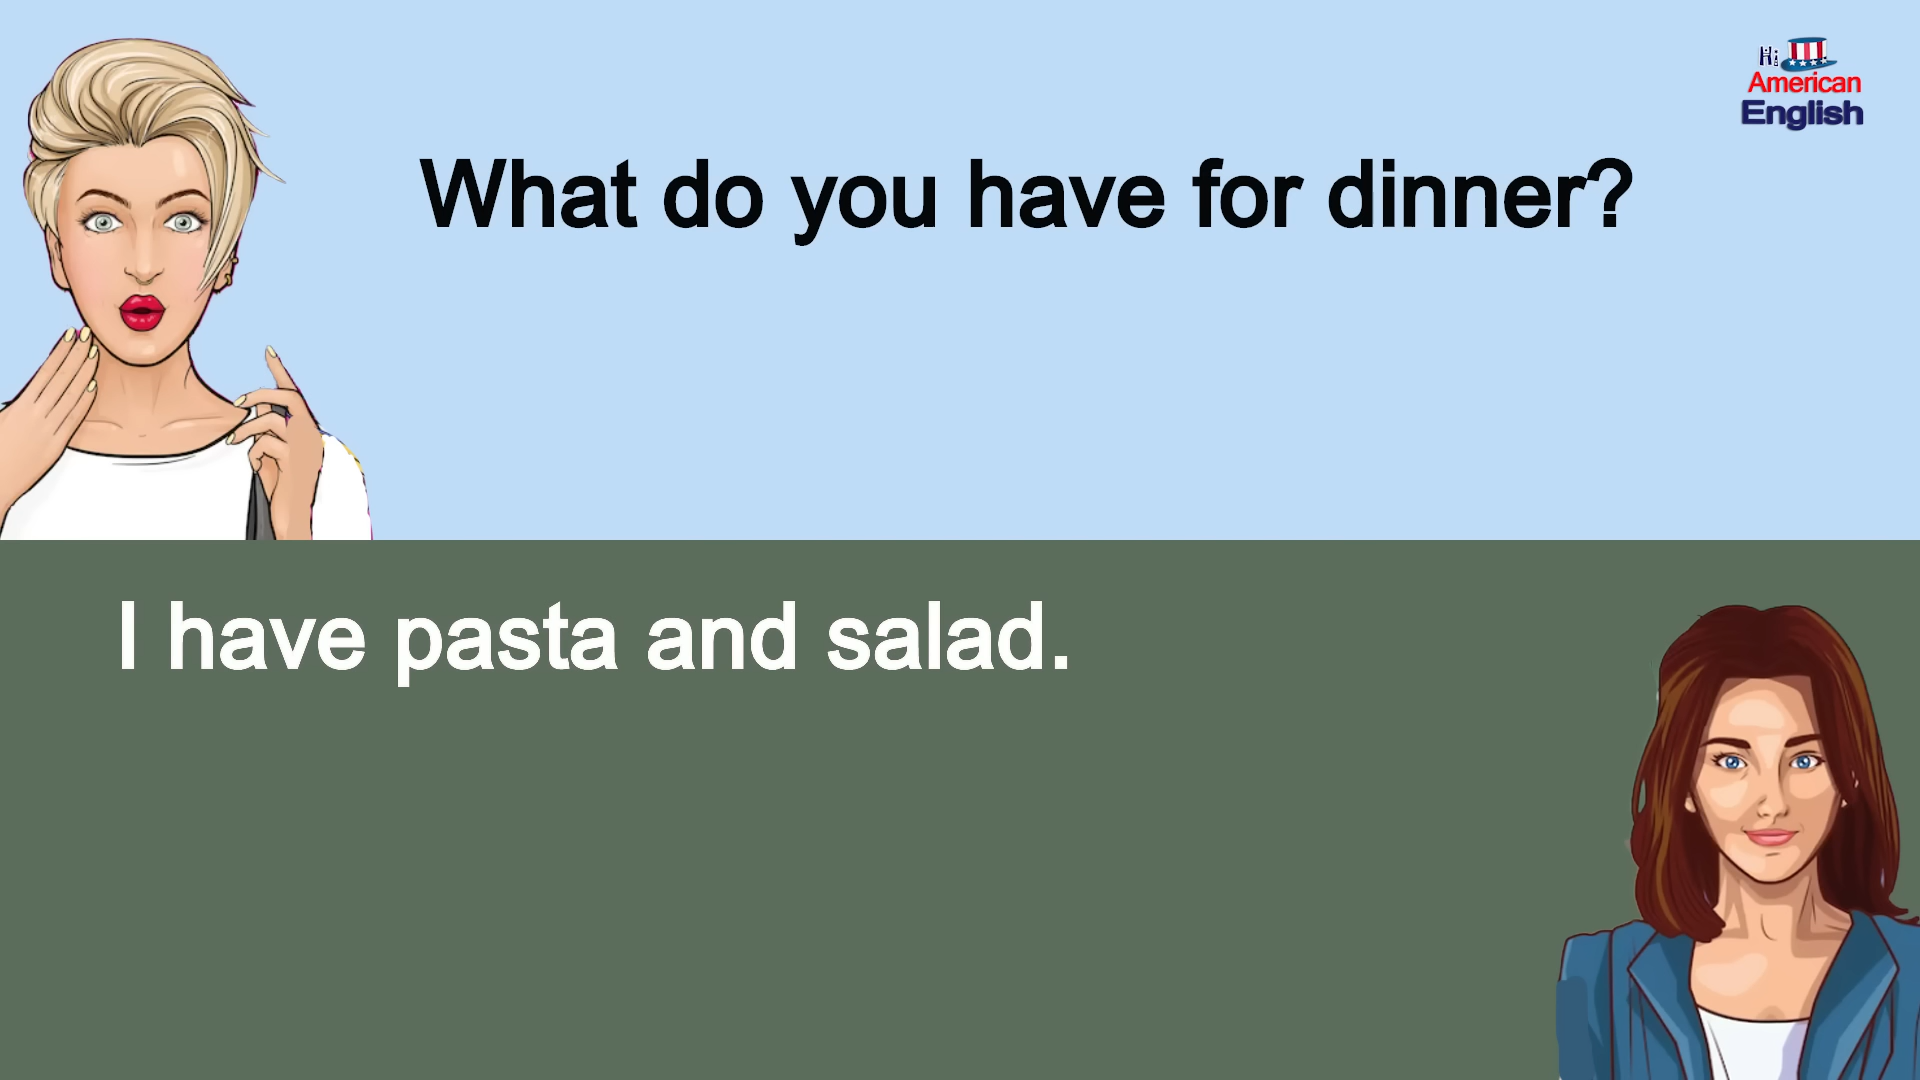 Hi
American
English
What do you have for dinner?
I have pasta and salad.